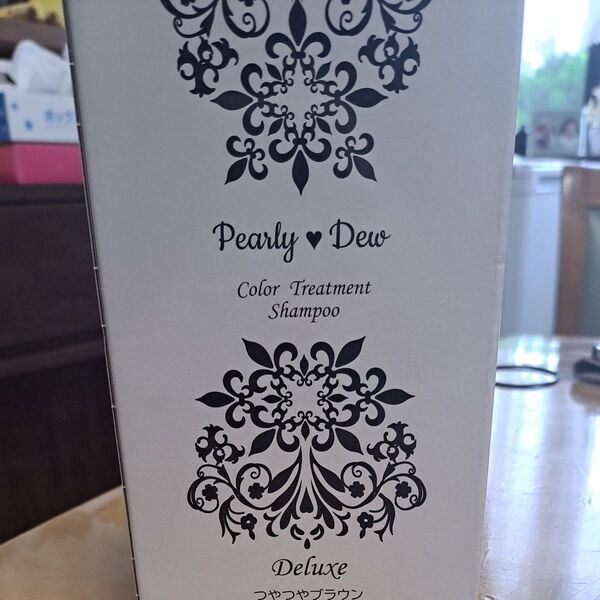 Pearly ♥ Dew
Color Treatment
Shampoo
Deluxe
つやつやブラウン